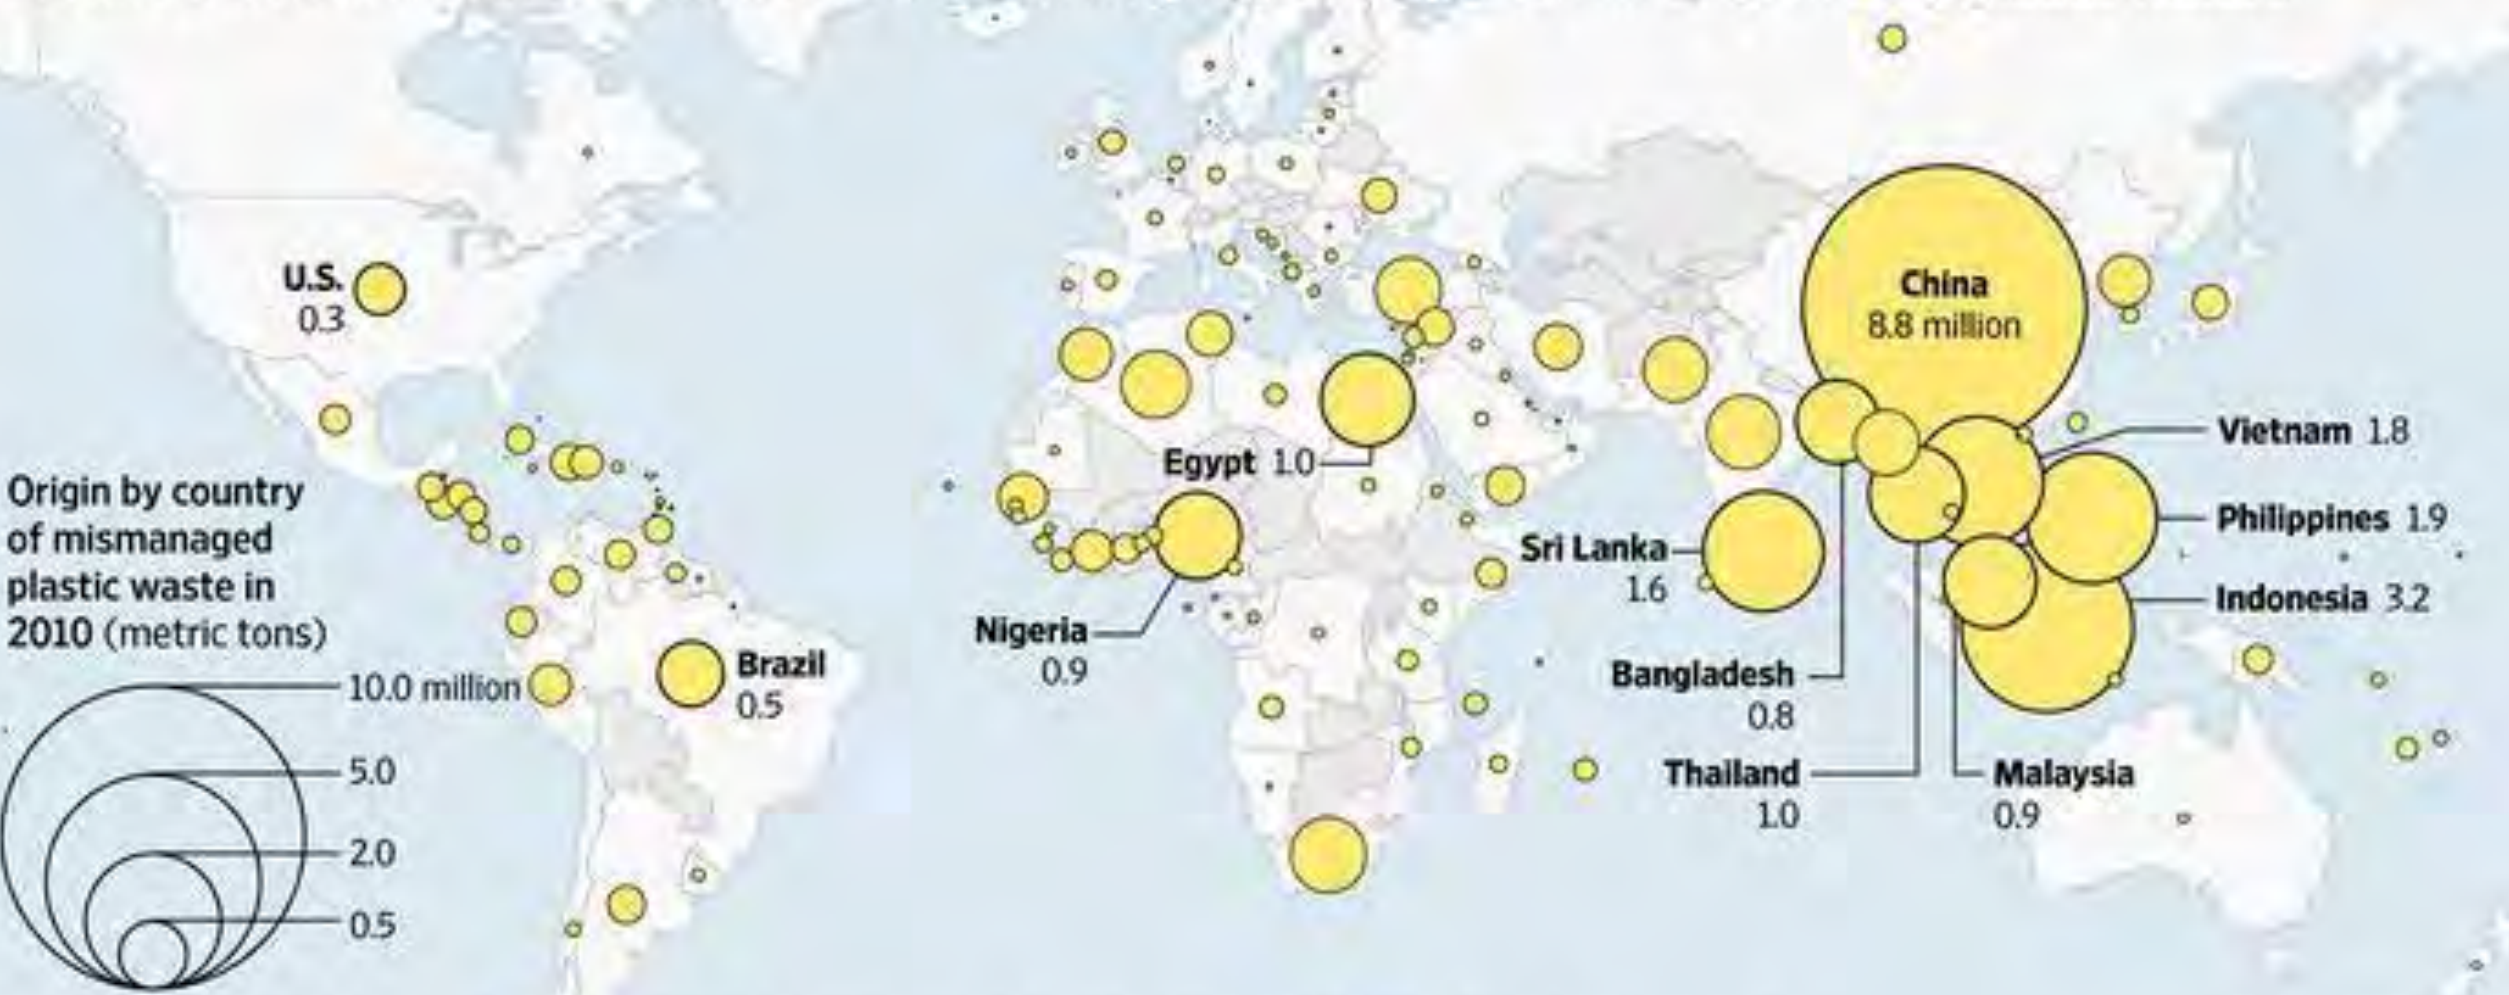 U.S.
0.3
Origin by country
of mismanaged
plastic waste in
2010 (metric tons)
10.0 million
5.0
2.0
0.5
Brazil
0.5
Egypt 1.0
Nigeria
0.9
China
8.8 million
Vietnam 1.8
Philippines 1.9
Indonesia 3.2
Sri Lanka
1.6
Bangladesh
0.8
Thailand
1.0
Malaysia
0.9